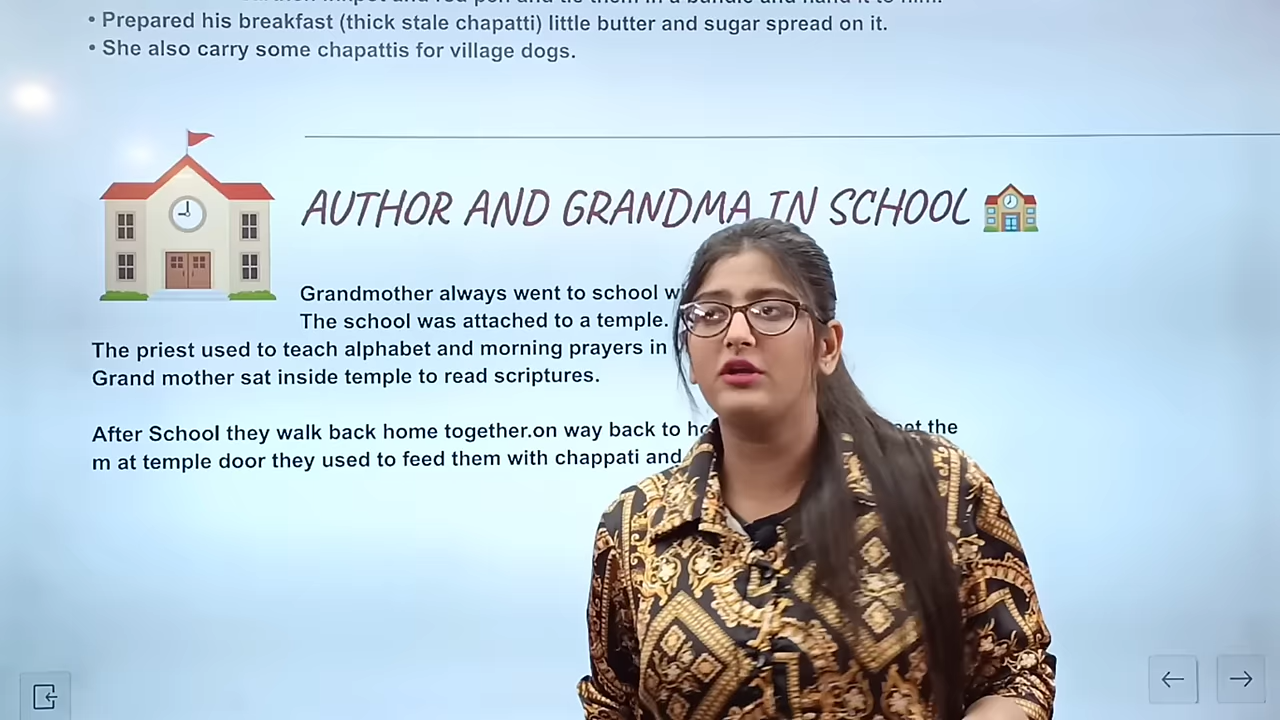 • Prepared his breakfast (thick stale chapatti) little butter and sugar spread on it.
• She also carry some chapattis for village dogs.
AUTHOR AND GRANDMA IN SCHOOL
Grandmother always went to school
The school was attached to a temple.
The priest used to teach alphabet and morning prayers in
Grand mother sat inside temple to read scriptures.
After School they walk back home together.on way back to the
m at temple door they used to feed them with chappati and